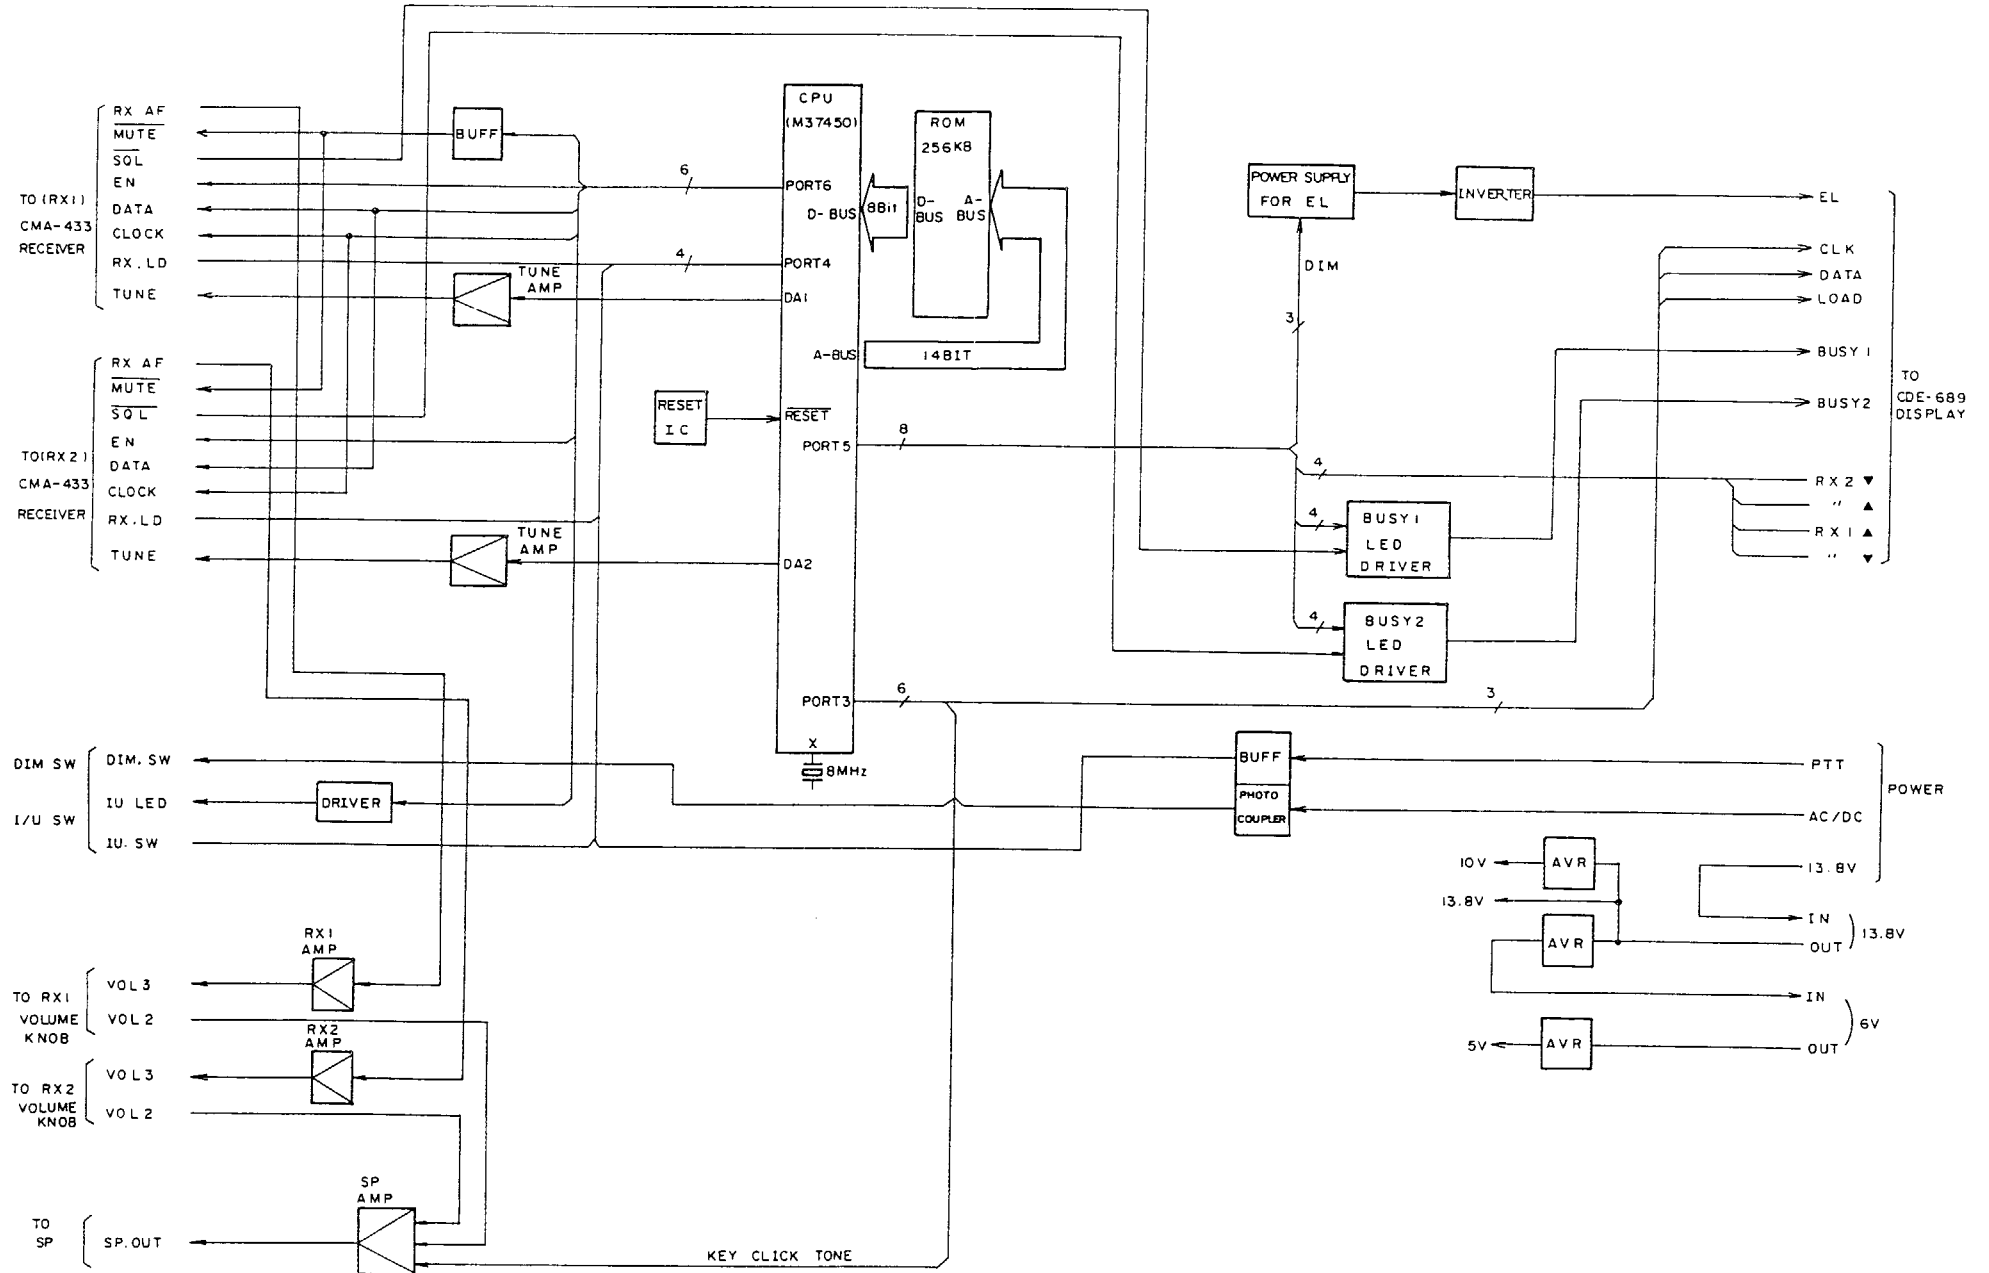 TO (RX1)
CMA-433
RECEIVER
RX AF
MUTE
SQL
EN
DATA
CLOCK
RX.LD
TUNE
BUFF
TUNE
AMP
6
4
CPU
(M37450)
PORT6
D-BUS
PORT4
DA1
A-BUS
RESET
PORT5
DA2
PORT3
X
8MHz
8Bit
ROM
256KB
D-
BUS
A-
BUS
14BIT
RESET
IC
TO(RX2)
CMA-433
RECEIVER
RX AF
MUTE
SQL
EN
DATA
CLOCK
RX.LD
TUNE
TUNE
AMP
POWER SUPPLY
FOR EL
INVERTER
DIM
3
8
4
4
4
BUSY1
LED
DRIVER
BUSY2
LED
DRIVER
6
3
EL
CLK
DATA
LOAD
BUSY1
BUSY2
RX2 ▼
" ▲
RX1 ▲
" ▼
TO
CDE-689
DISPLAY
DIM SW
I/U SW
DIM. SW
IU LED
IU. SW
DRIVER
BUFF
PHOTO
COUPLER
PTT
AC/DC
13.8V
POWER
10V
AVR
13.8V
AVR
IN
OUT
13.8V
IN
OUT
6V
5V
AVR
RX1
AMP
TO RX1
VOLUME
KNOB
VOL3
VOL2
RX2
AMP
TO RX2
VOLUME
KNOB
VOL3
VOL2
SP
AMP
TO
SP
SP.OUT
KEY CLICK TONE